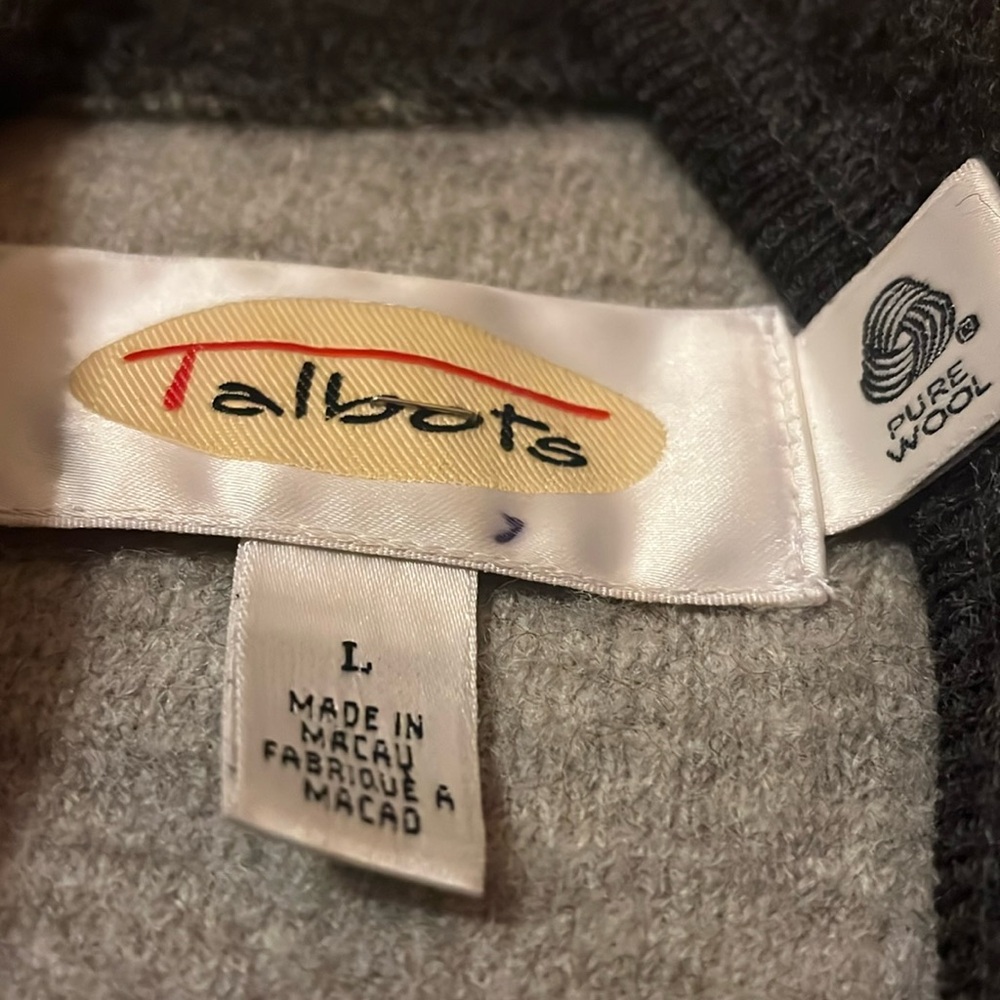 Talbots
®
PURE
WOOL
L
MADE IN
MACAU
FABRIQUÉ A
MACAO